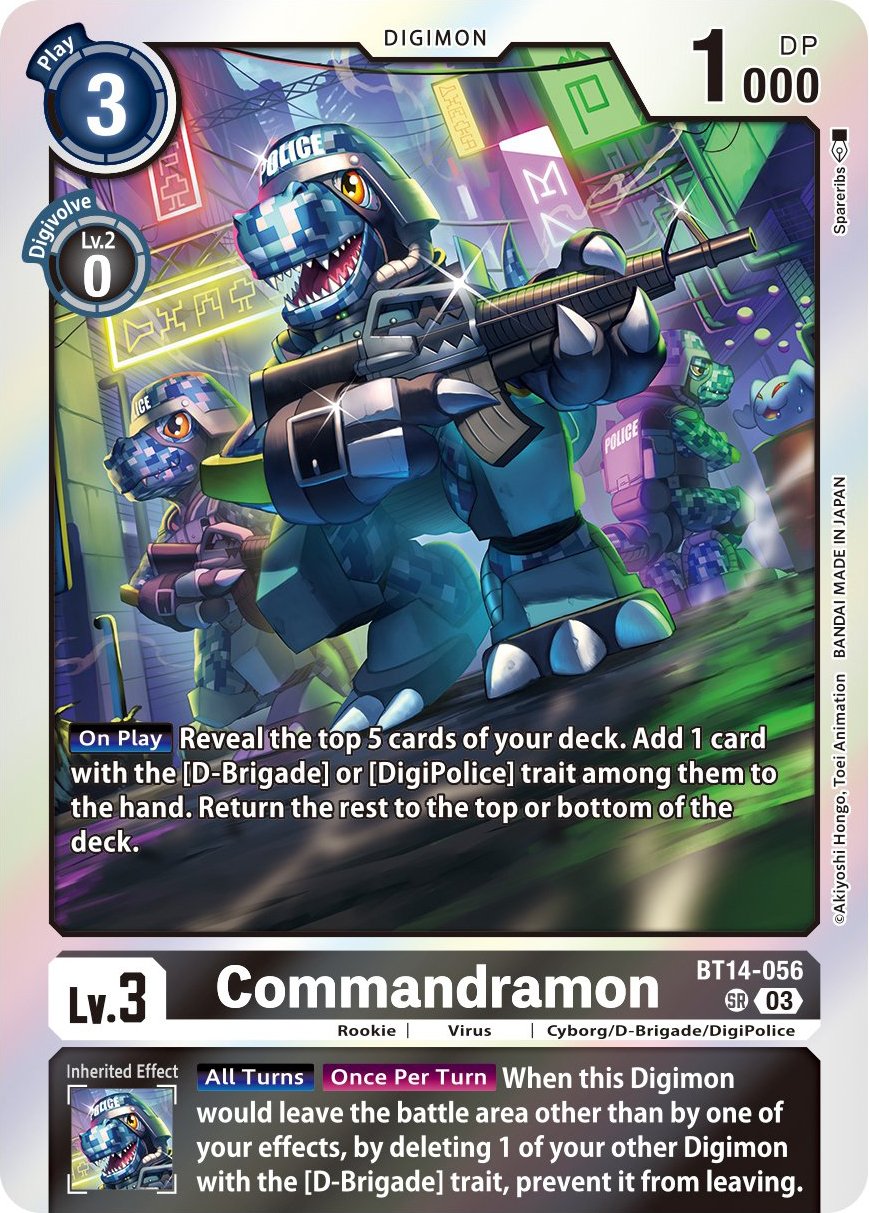 DIGIMON
Play
3
1000
DP
Digivolve
Lv.2
0
Spareribs
POLICE
ICE
POLICE
On Play Reveal the top 5 cards of your deck. Add 1 card
with the [D-Brigade] or [DigiPolice] trait among them to
the hand. Return the rest to the top or bottom of the
deck.
©Akiyoshi Hongo, Toei Animation BANDAI MADE IN JAPAN
Lv.3
Commandramon
BT14-056
SR 03
Rookie | Virus | Cyborg/D-Brigade/DigiPolice
Inherited Effect
POLICE
All Turns Once Per Turn When this Digimon
would leave the battle area other than by one of
your effects, by deleting 1 of your other Digimon
with the [D-Brigade] trait, prevent it from leaving.